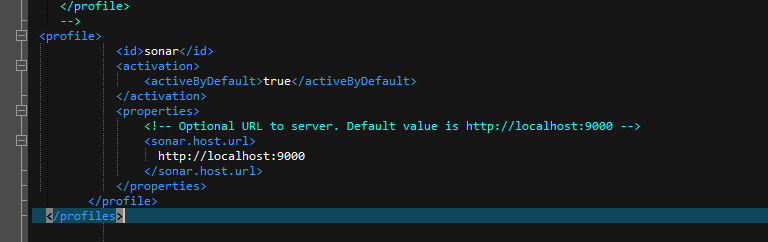 </profile>
-->
<profile>
<id>sonar</id>
<activation>
<activeByDefault>true</activeByDefault>
</activation>
<properties>
<!-- Optional URL to server. Default value is http://localhost:9000 -->
<sonar.host.url>
http://localhost:9000
</sonar.host.url>
</properties>
</profile>
</profiles>